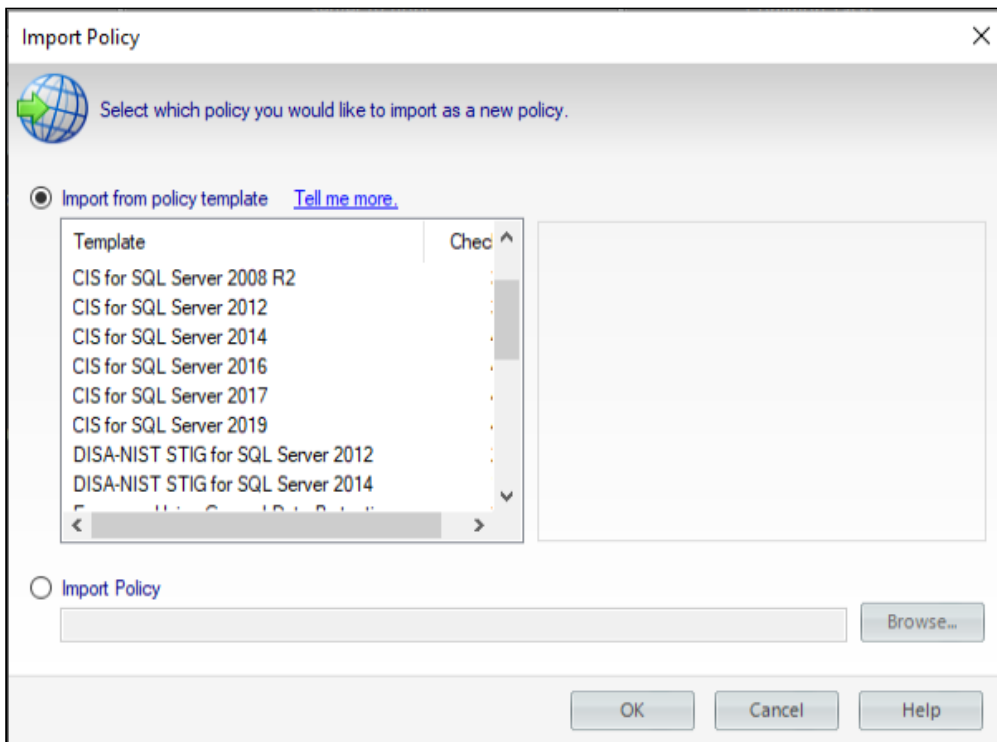 Import Policy
Select which policy you would like to import as a new policy.
Import from policy template Tell me more.
Template
CIS for SQL Server 2008 R2
CIS for SQL Server 2012
CIS for SQL Server 2014
CIS for SQL Server 2016
CIS for SQL Server 2017
CIS for SQL Server 2019
DISA-NIST STIG for SQL Server 2012
DISA-NIST STIG for SQL Server 2014
Import Policy
Browse...
OK Cancel Help